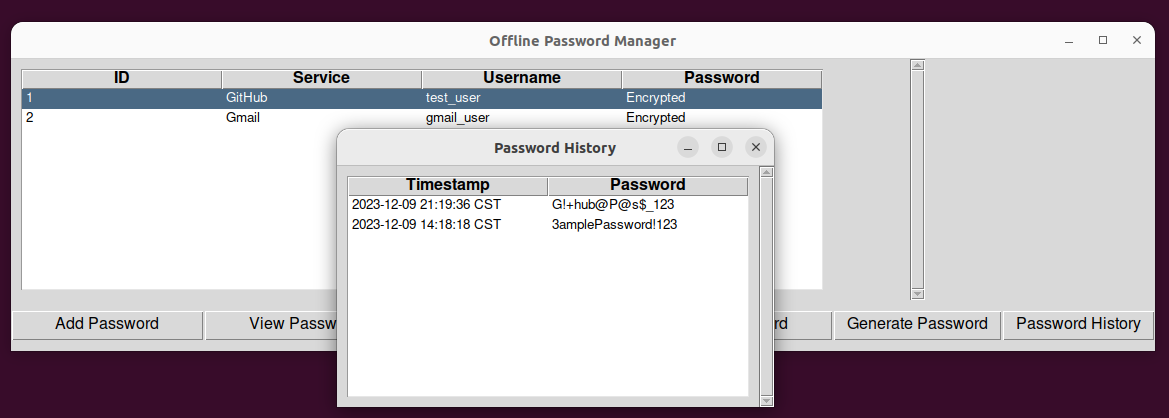 Offline Password Manager
ID Service Username Password
1 GitHub test_user Encrypted
2 Gmail gmail_user Encrypted
Password History
Timestamp Password
2023-12-09 21:19:36 CST G!+hub@P@s$_123
2023-12-09 14:18:18 CST 3amplePassword!123
Add Password View Passw rd Generate Password Password History